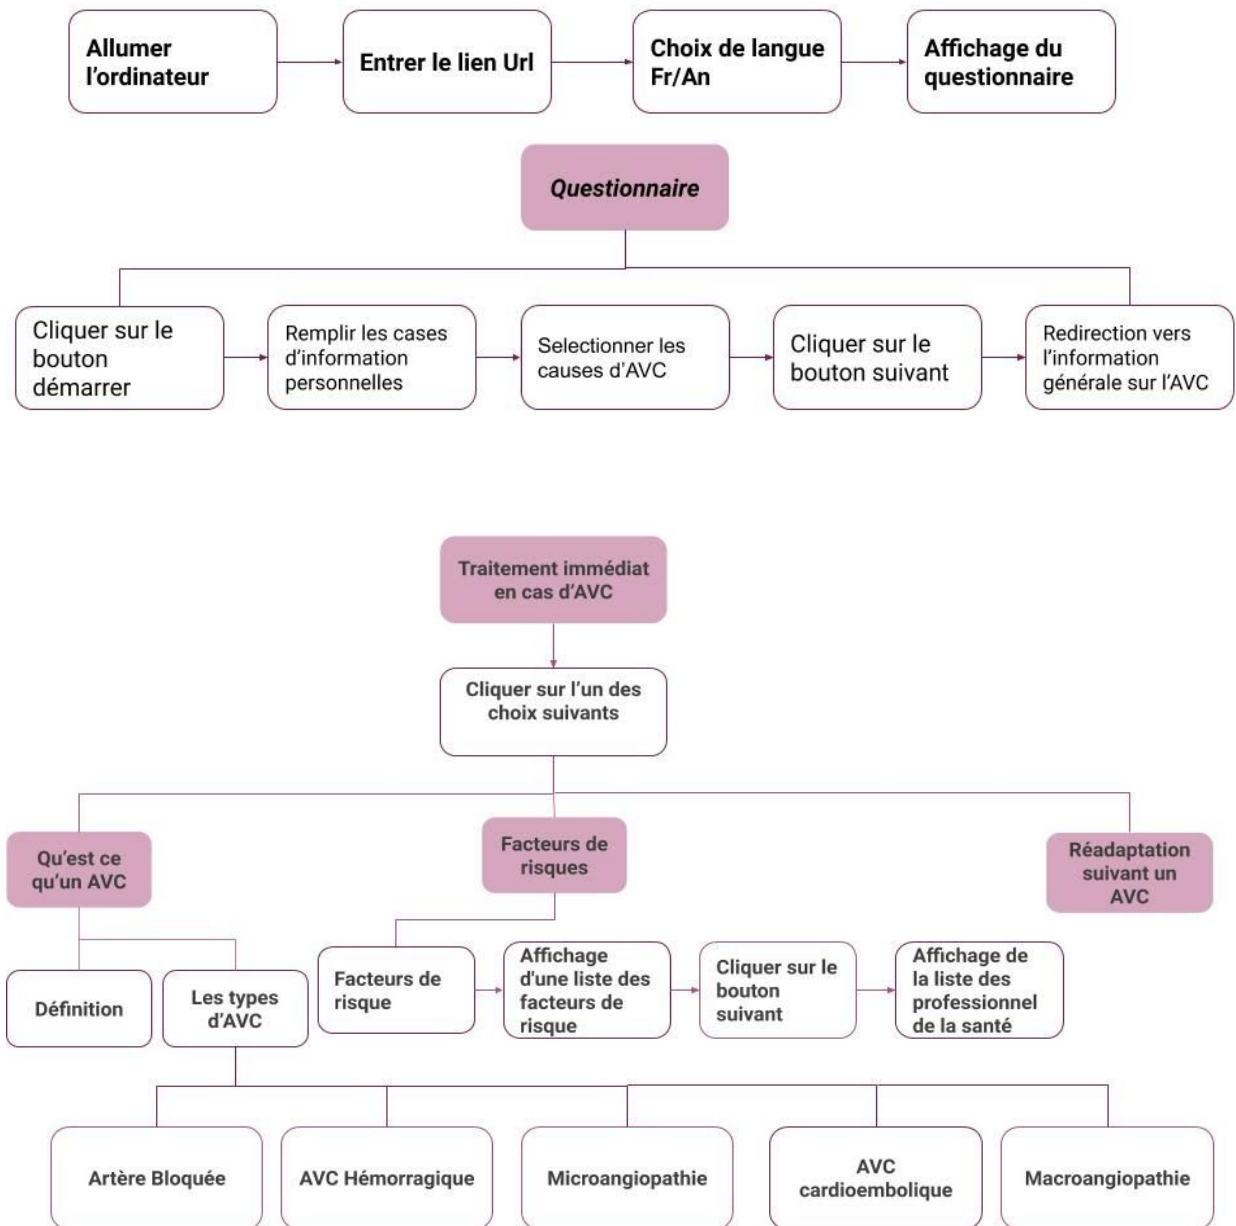 Allumer
l'ordinateur
Entrer le lien Url
Choix de langue
Fr/An
Affichage du
questionnaire
Questionnaire
Cliquer sur le
bouton
démarrer
Remplir les cases
d'information
personnelles
Selectionner les
causes d'AVC
Cliquer sur le
bouton suivant
Redirection vers
l'information
générale sur l'AVC
Traitement immédiat
en cas d'AVC
Cliquer sur l'un des
choix suivants
Qu'est ce
qu'un AVC
Facteurs de
risques
Réadaptation
suivant un
AVC
Définition
Les types
d'AVC
Facteurs de
risque
Affichage
d'une liste des
facteurs de
risque
Cliquer sur le
bouton
suivant
Affichage de
la liste des
professionnel
de la santé
Artère Bloquée
AVC Hémorragique
Microangiopathie
AVC
cardioembolique
Macroangiopathie